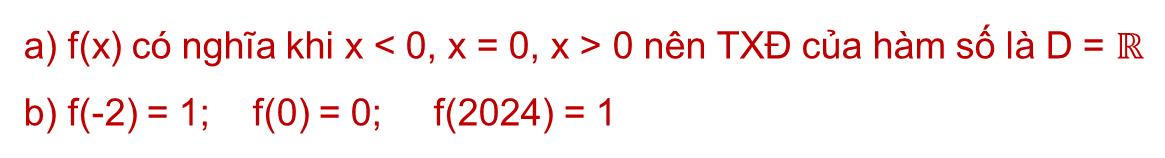 a) f(x) có nghĩa khi x < 0, x = 0, x > 0 nên TXĐ của hàm số là D = ℝ
b) f(-2) = 1; f(0) = 0; f(2024) = 1